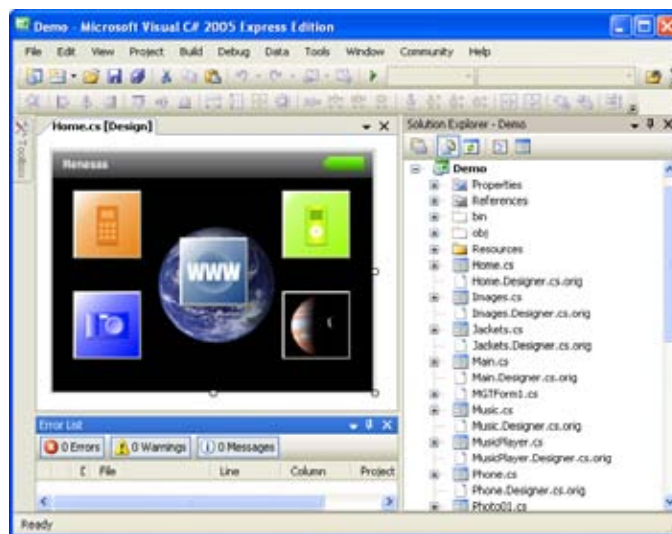 Demo - Microsoft Visual C# 2005 Express Edition
File Edit View Project Build Debug Data Tools Window Community Help
Toolbox
Home.cs [Design]
Renesas
WWW
Error List
0 Errors 0 Warnings 0 Messages
File Line Column Project
Solution Explorer - Demo
Demo
Properties
References
bin
obj
Resources
Home.cs
Home.Designer.cs.orig
Images.cs
Images.Designer.cs.orig
Jackets.cs
Jackets.Designer.cs.orig
Main.cs
Main.Designer.cs.orig
MGTForm1.cs
Music.cs
Music.Designer.cs.orig
MusicPlayer.cs
MusicPlayer.Designer.cs.orig
Phone.cs
Phone.Designer.cs.orig
Photo01.cs
Ready